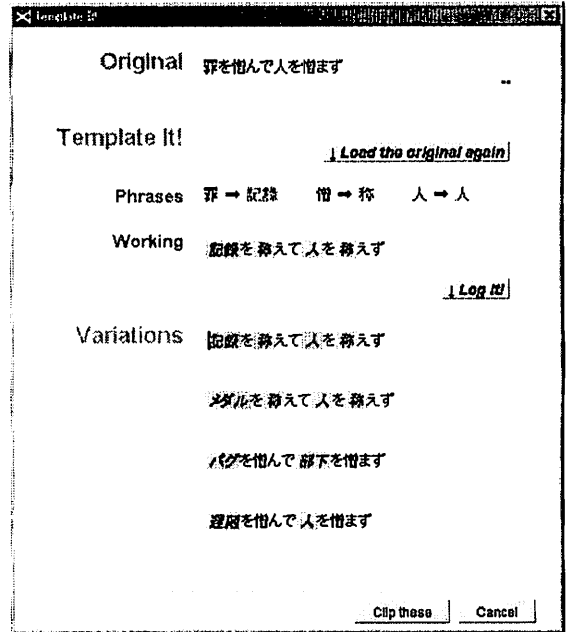 Template It!
Original 罪を憎んで人を憎まず
Template It!
↓ Load the original again
Phrases 罪 ➡ 記録 憎 ➡ 称 人 ➡ 人
Working 記録を 称えて 人を 称えず
↓ Log It!
Variations 記録を 称えて 人を 称えず
メダルを 称えて 人を 称えず
バグを憎んで 部下を憎まず
を憎んで 人を憎まず
Clip these Cancel